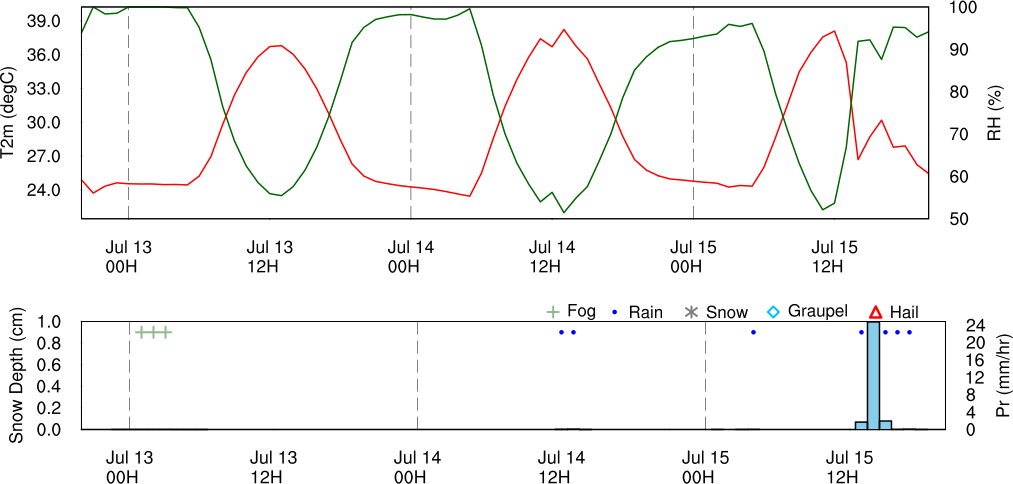 39.0
36.0
33.0
30.0
27.0
24.0
T2m (degC)
100
90
80
70
60
50
RH (%)
Jul 13 Jul 13 Jul 14 Jul 14 Jul 15 Jul 15
00H 12H 00H 12H 00H 12H
Fog Rain Snow Graupel Hail
1.0
0.8
0.6
0.4
0.2
0.0
Snow Depth (cm)
24
20
16
12
8
4
0
Pr (mm/hr)
Jul 13 Jul 13 Jul 14 Jul 14 Jul 15 Jul 15
00H 12H 00H 12H 00H 12H